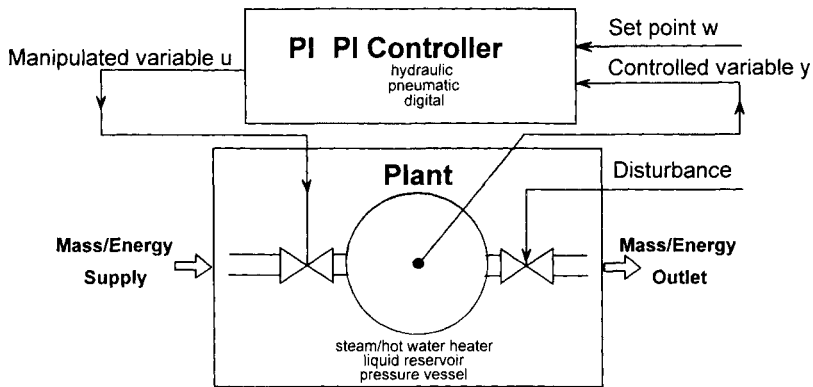 PI PI Controller
hydraulic
pneumatic
digital
Set point w
Manipulated variable u
Controlled variable y
Plant
Disturbance
Mass/Energy
Supply
Mass/Energy
Outlet
steam/hot water heater
liquid reservoir
pressure vessel